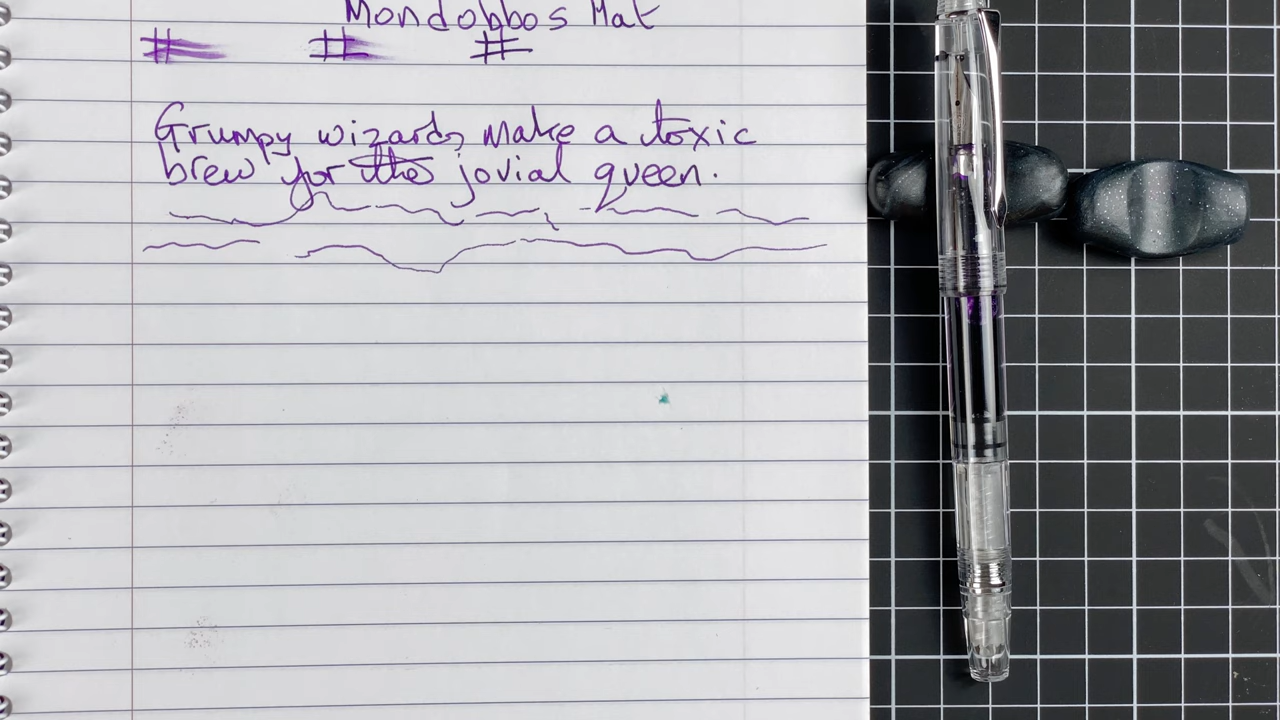 Mondobbos Mat
# # #
Grumpy wizards make a toxic
brew for the jovial queen.